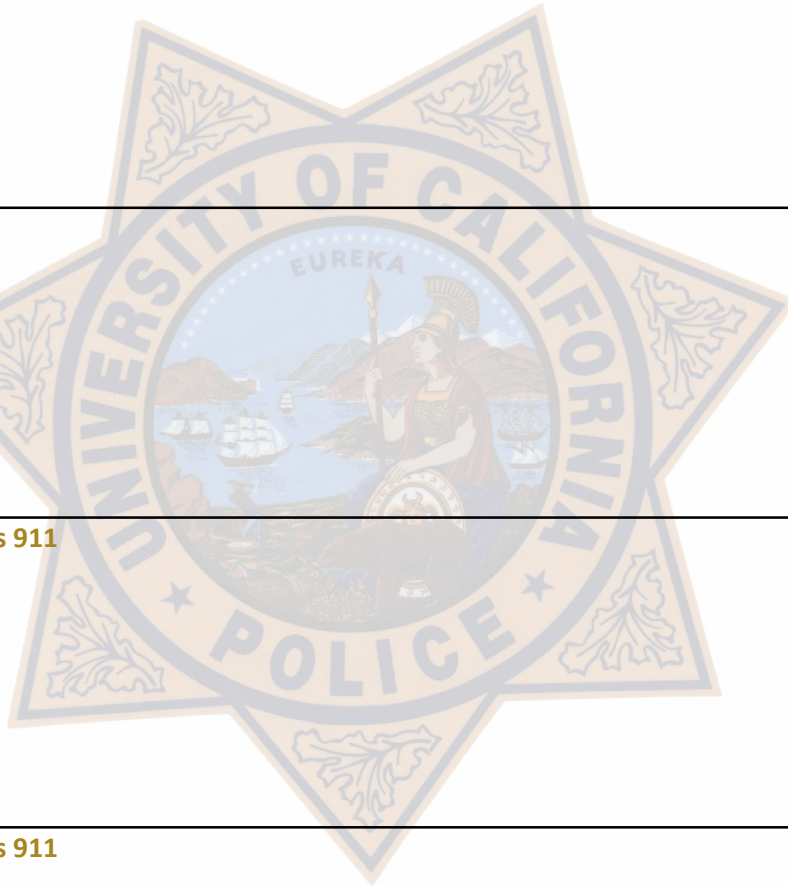 EUREKA
UNIVERSITY OF CALIFORNIA
POLICE
s 911
s 911